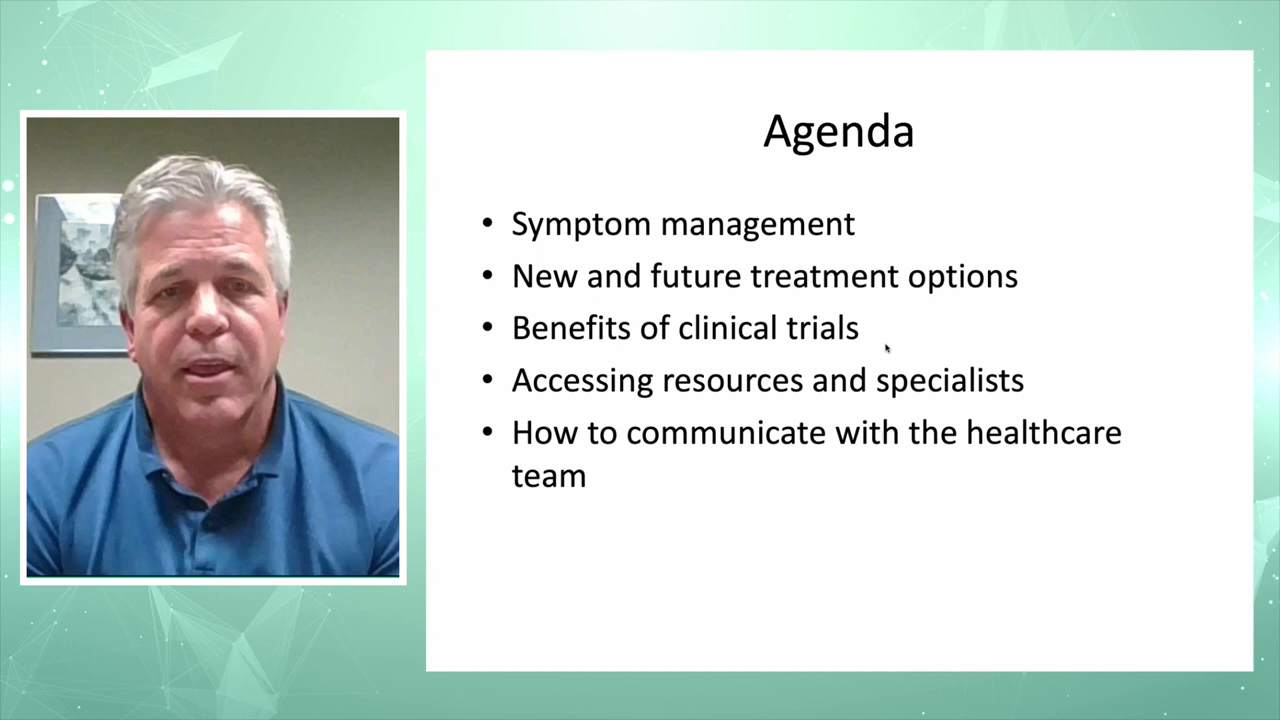 Agenda
• Symptom management
• New and future treatment options
• Benefits of clinical trials
• Accessing resources and specialists
• How to communicate with the healthcare
team